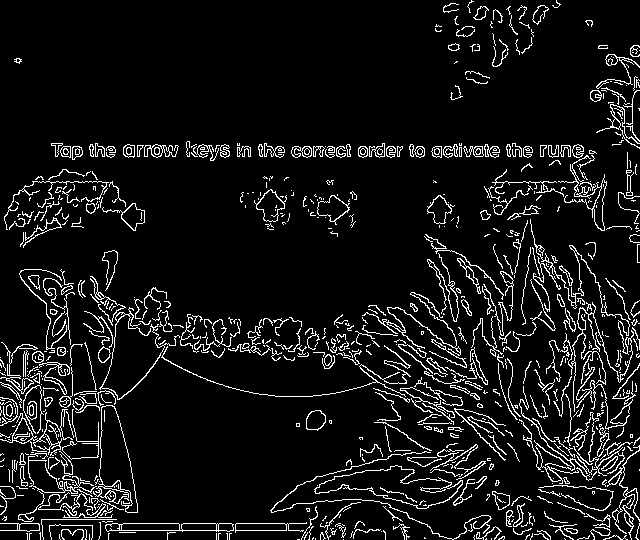 Tap the arrow keys in the correct order to activate the rune.